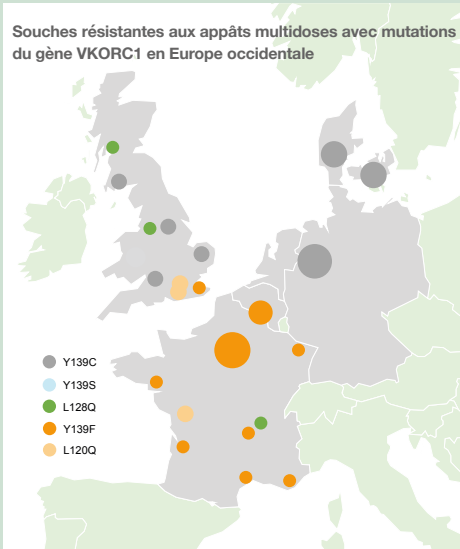 Souches résistantes aux appâts multidoses avec mutations
du gène VKORC1 en Europe occidentale
Y139C
Y139S
L128Q
Y139F
L120Q